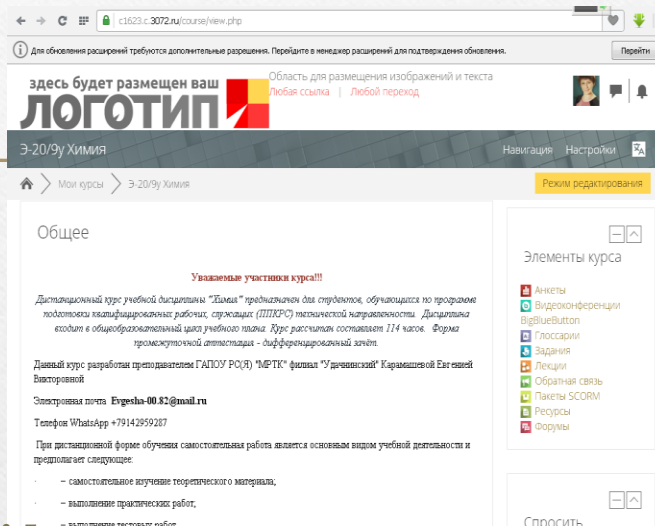 c1623.c.3072.ru/course/view.php
Для обновления расширений требуются дополнительные разрешения. Перейдите в менеджер расширений для подтверждения обновления.
Перейти
здесь будет размещен ваш
ЛОГОТИП
Область для размещения изображений и текста
Любая ссылка | Любой переход
Э-20/9у Химия
Навигация Настройки
Мои курсы Э-20/9у Химия
Режим редактирования
Общее
Уважаемые участники курса!!!
Дистанционный курс учебной дисциплины "Химия" предназначен для студентов, обучающихся по программе
подготовки квалифицированных рабочих, служащих (ППКРС) технической направленности. Дисциплина
входит в общеобразовательный цикл учебного плана. Курс рассчитан составляет 114 часов. Форма
промежуточной аттестация - дифференцированный зачёт.
Данный курс разработан преподавателем ГАПОУ РС(Я) "МРТК" филиал "Удачнинский" Карамашевой Евгенией
Викторовной
Электронная почта Evgesha-00.82@mail.ru
Телефон WhatsApp +79142959287
При дистанционной форме обучения самостоятельная работа является основным видом учебной деятельности и
предполагает следующее:
· – самостоятельное изучение теоретического материала;
· – выполнение практических работ;
– выполнение тестовых работ
Элементы курса
Анкеты
Видеоконференции
BigBlueButton
Глоссарии
Задания
Лекции
Обратная связь
Пакеты SCORM
Ресурсы
Форумы
Спросить